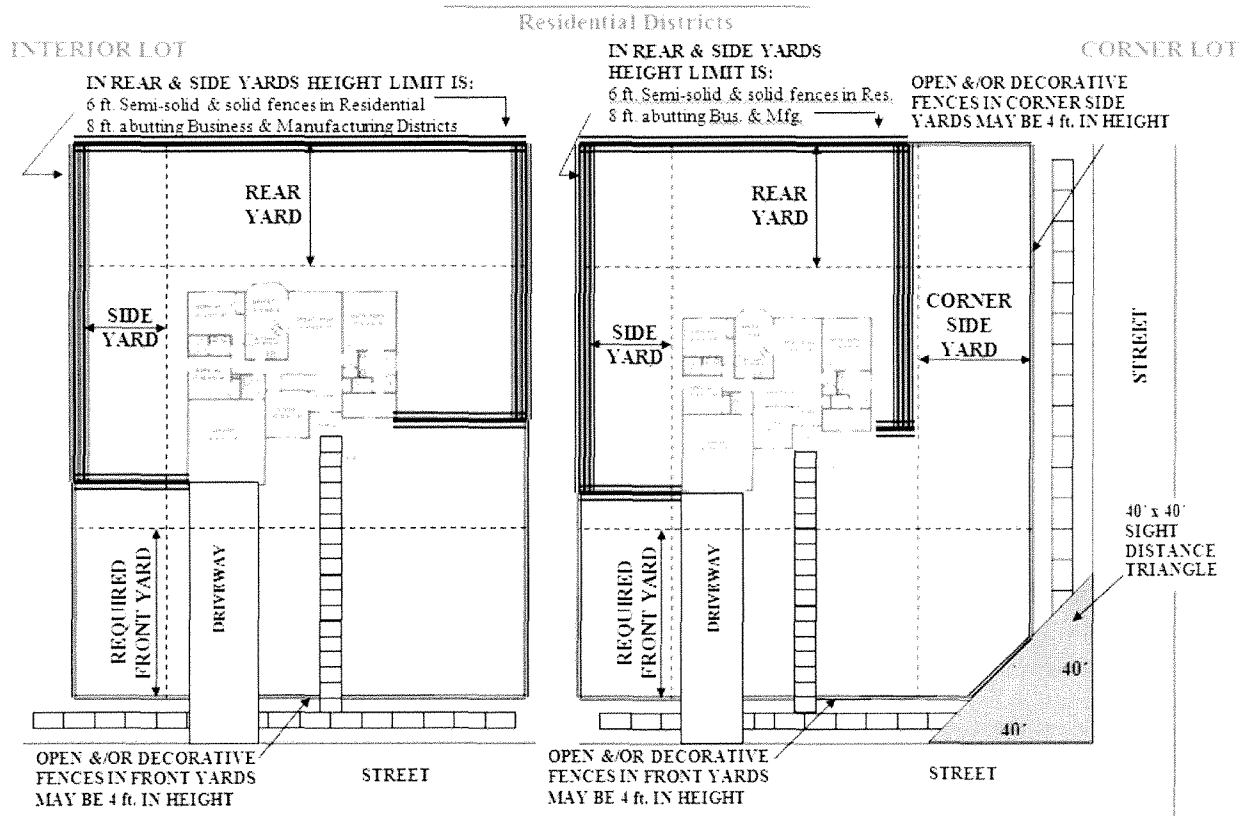 Residential Districts
INTERIOR LOT
CORNER LOT
IN REAR & SIDE YARDS HEIGHT LIMIT IS:
6 ft. Semi-solid & solid fences in Residential
8 ft. abutting Business & Manufacturing Districts
IN REAR & SIDE YARDS
HEIGHT LIMIT IS:
6 ft. Semi-solid & solid fences in Res.
8 ft. abutting Bus. & Mfg.
OPEN &/OR DECORATIVE
FENCES IN CORNER SIDE
YARDS MAY BE 4 ft. IN HEIGHT
REAR
YARD
SIDE
YARD
REQUIRED
FRONT YARD
DRIVEWAY
OPEN &/OR DECORATIVE
FENCES IN FRONT YARDS
MAY BE 4 ft. IN HEIGHT
STREET
REAR
YARD
SIDE
YARD
CORNER
SIDE
YARD
STREET
REQUIRED
FRONT YARD
DRIVEWAY
40' x 40'
SIGHT
DISTANCE
TRIANGLE
40'
40'
OPEN &/OR DECORATIVE
FENCES IN FRONT YARDS
MAY BE 4 ft. IN HEIGHT
STREET